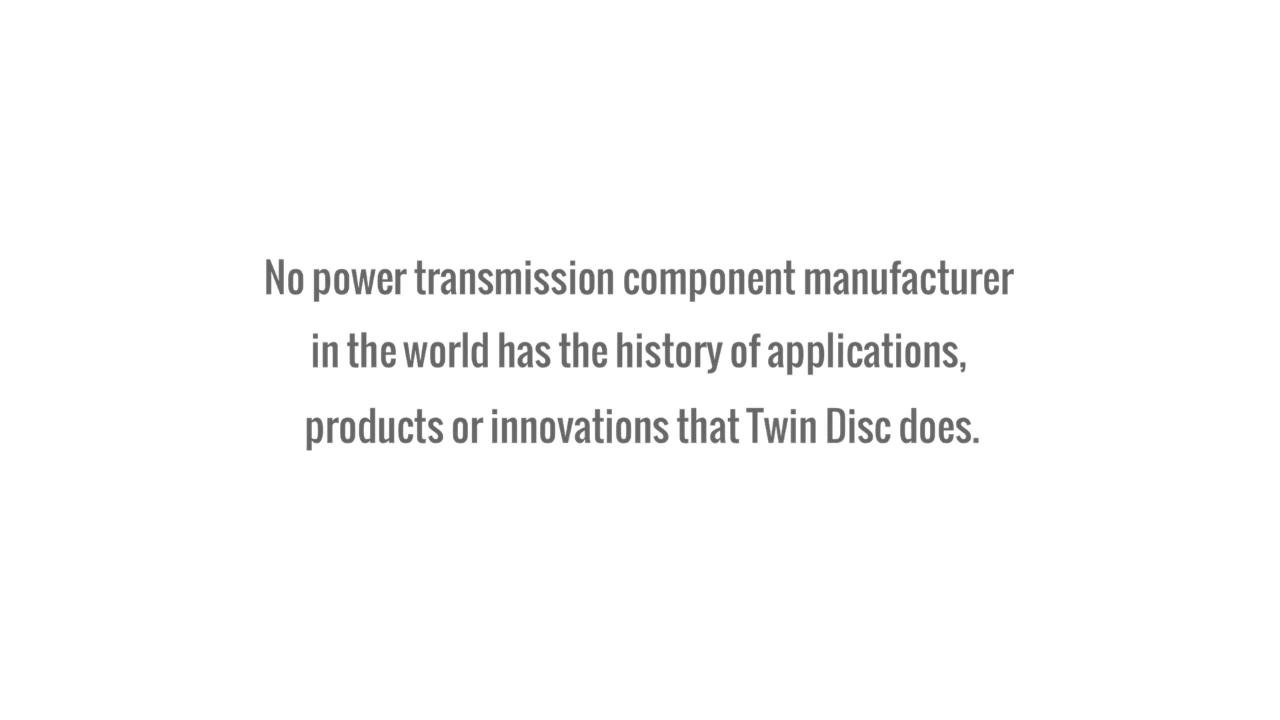 No power transmission component manufacturer
in the world has the history of applications,
products or innovations that Twin Disc does.